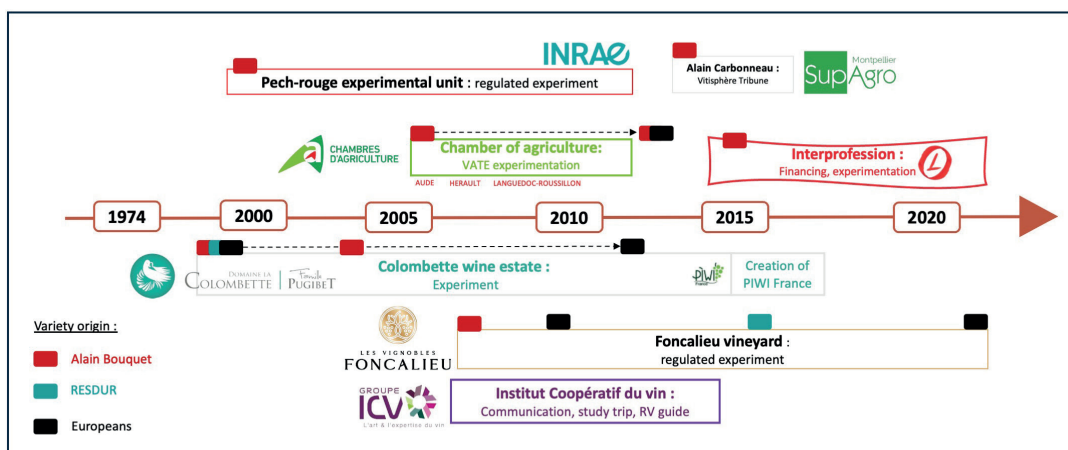 INRAE
Pech-rouge experimental unit : regulated experiment
Alain Carbonneau :
Vitisphère Tribune
Montpellier
SupAgro
CHAMBRES
D'AGRICULTURE
Chamber of agriculture:
VATE experimentation
AUDE HERAULT LANGUEDOC-ROUSSILLON
Interprofession :
Financing, experimentation
L
1974 2000 2005 2010 2015 2020
DOMAINE LA
COLOMBETTE
Famille
PUGIBET
Colombette wine estate :
Experiment
PIWI
France
Creation of
PIWI France
Variety origin :
Alain Bouquet
RESDUR
Europeans
LES VIGNOBLES
FONCALIEU
Foncalieu vineyard :
regulated experiment
GROUPE
ICV
L'art & l'expertise du vin
Institut Coopératif du vin :
Communication, study trip, RV guide